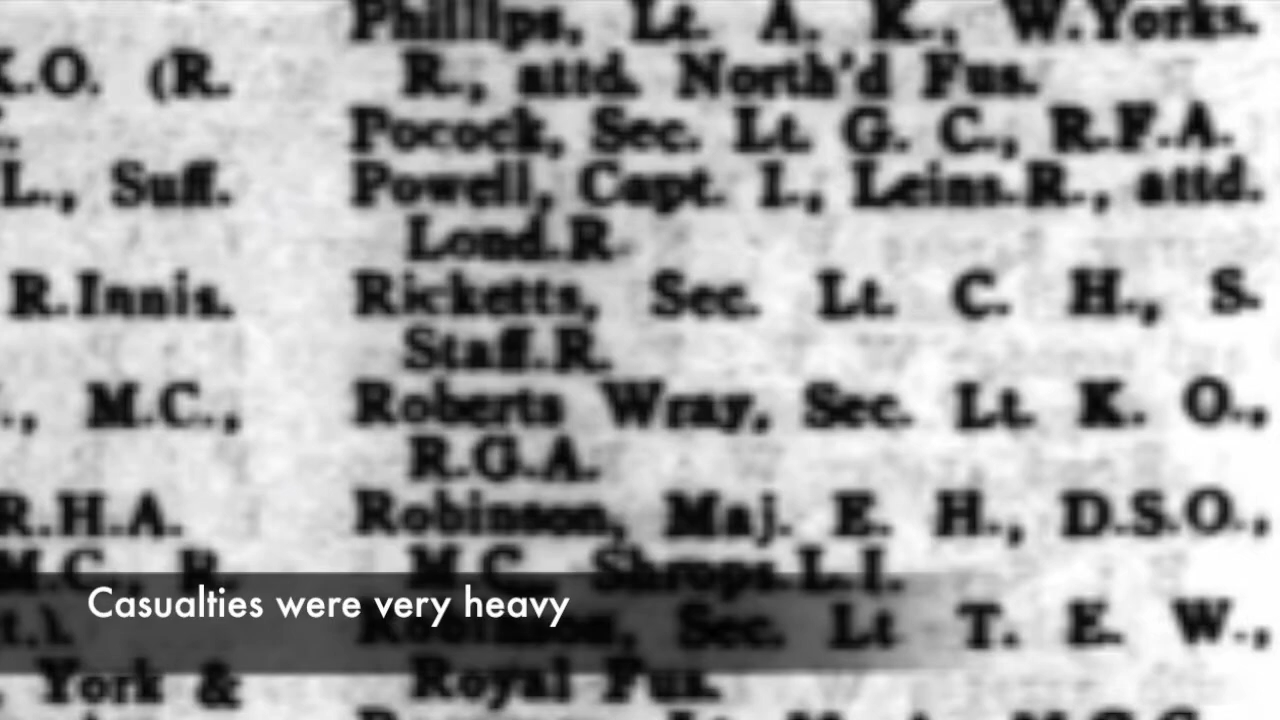 K.O. (R.
L., Suff.
R.Innis.
., M.C.,
R.H.A.
M.C., R.
t.).
York &
Phillips, Lt. A. K., W.Yorks.
R., attd. North'd Fus.
Pocock, Sec. Lt. G. C., R.F.A.
Powell, Capt. I., Leins.R., attd.
Lond.R.
Ricketts, Sec. Lt. C. H., S.
Staff.R.
Roberts Wray, Sec. Lt. K. O.,
R.G.A.
Robinson, Maj. E. H., D.S.O.,
M.C., Shrops.L.I.
Robinson, Sec. Lt T. E. W.,
Royal Fus.
Casualties were very heavy